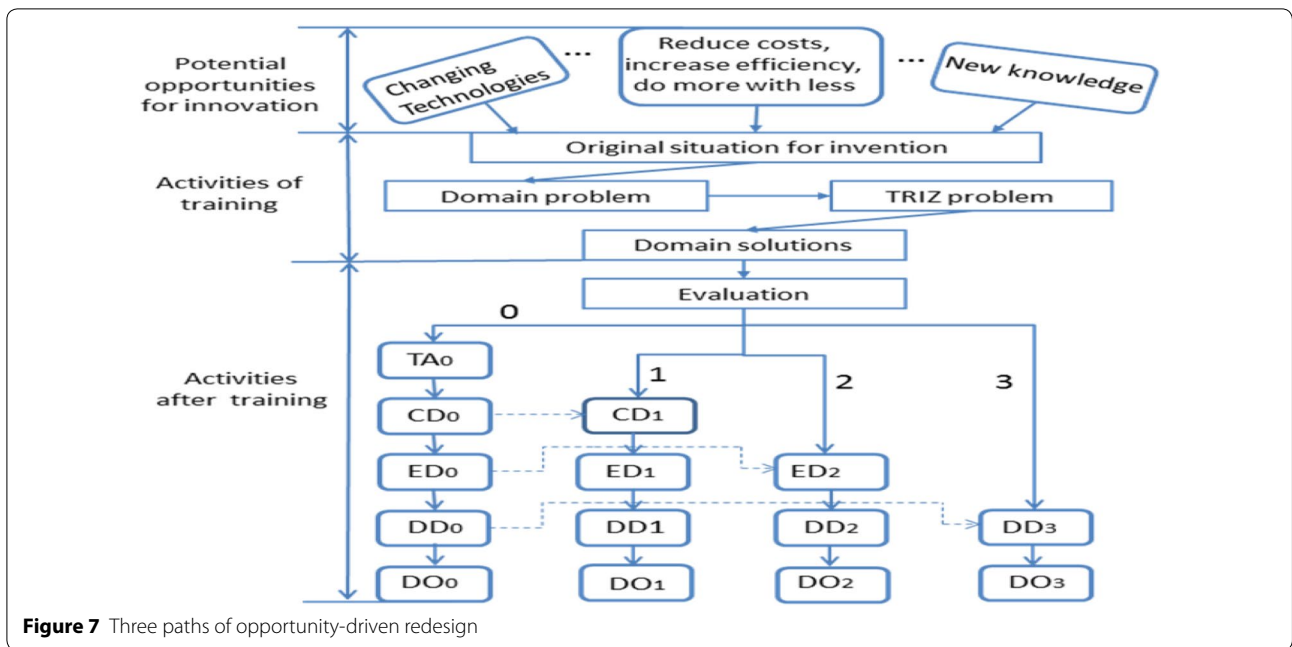 Potential
opportunities
for innovation
Changing
Technologies
...
Reduce costs,
increase efficiency,
do more with less
...
New knowledge
Original situation for invention
Activities of
training
Domain problem
TRIZ problem
Domain solutions
Evaluation
0
1
2
3
Activities
after training
TA0
CD0
CD1
ED0
ED1
ED2
DD0
DD1
DD2
DD3
DO0
DO1
DO2
DO3
Figure 7 Three paths of opportunity-driven redesign